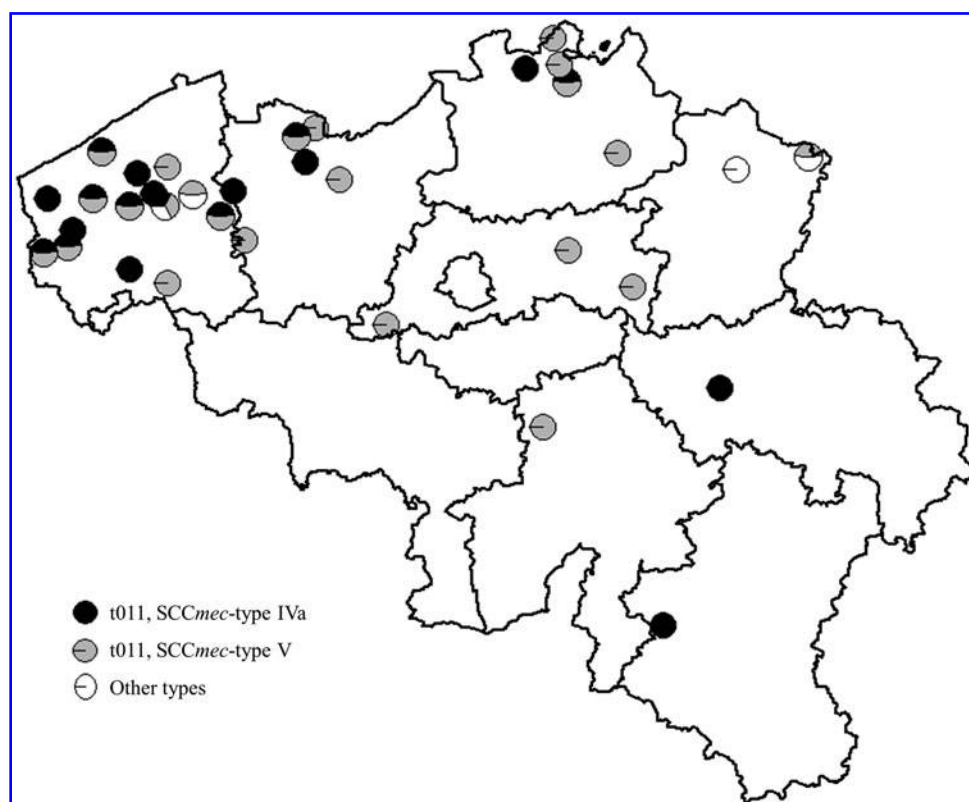 t011, SCCmec-type IVa
t011, SCCmec-type V
Other types